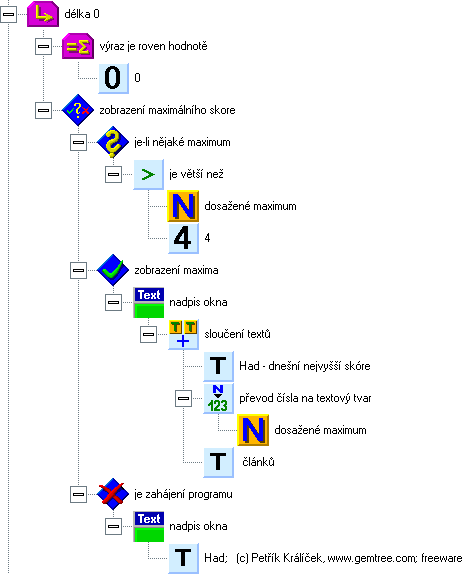 délka 0
výraz je roven hodnotě
=Σ
0 0
zobrazení maximálního skore
?
je-li nějaké maximum
?
> je větší než
N dosažené maximum
4 4
zobrazení maxima
Text nadpis okna
T T + sloučení textů
T Had - dnešní nejvyšší skóre
N 123 převod čísla na textový tvar
N dosažené maximum
T článků
je zahájení programu
Text nadpis okna
T Had; (c) Petřík Králíček, www.gemtree.com; freeware